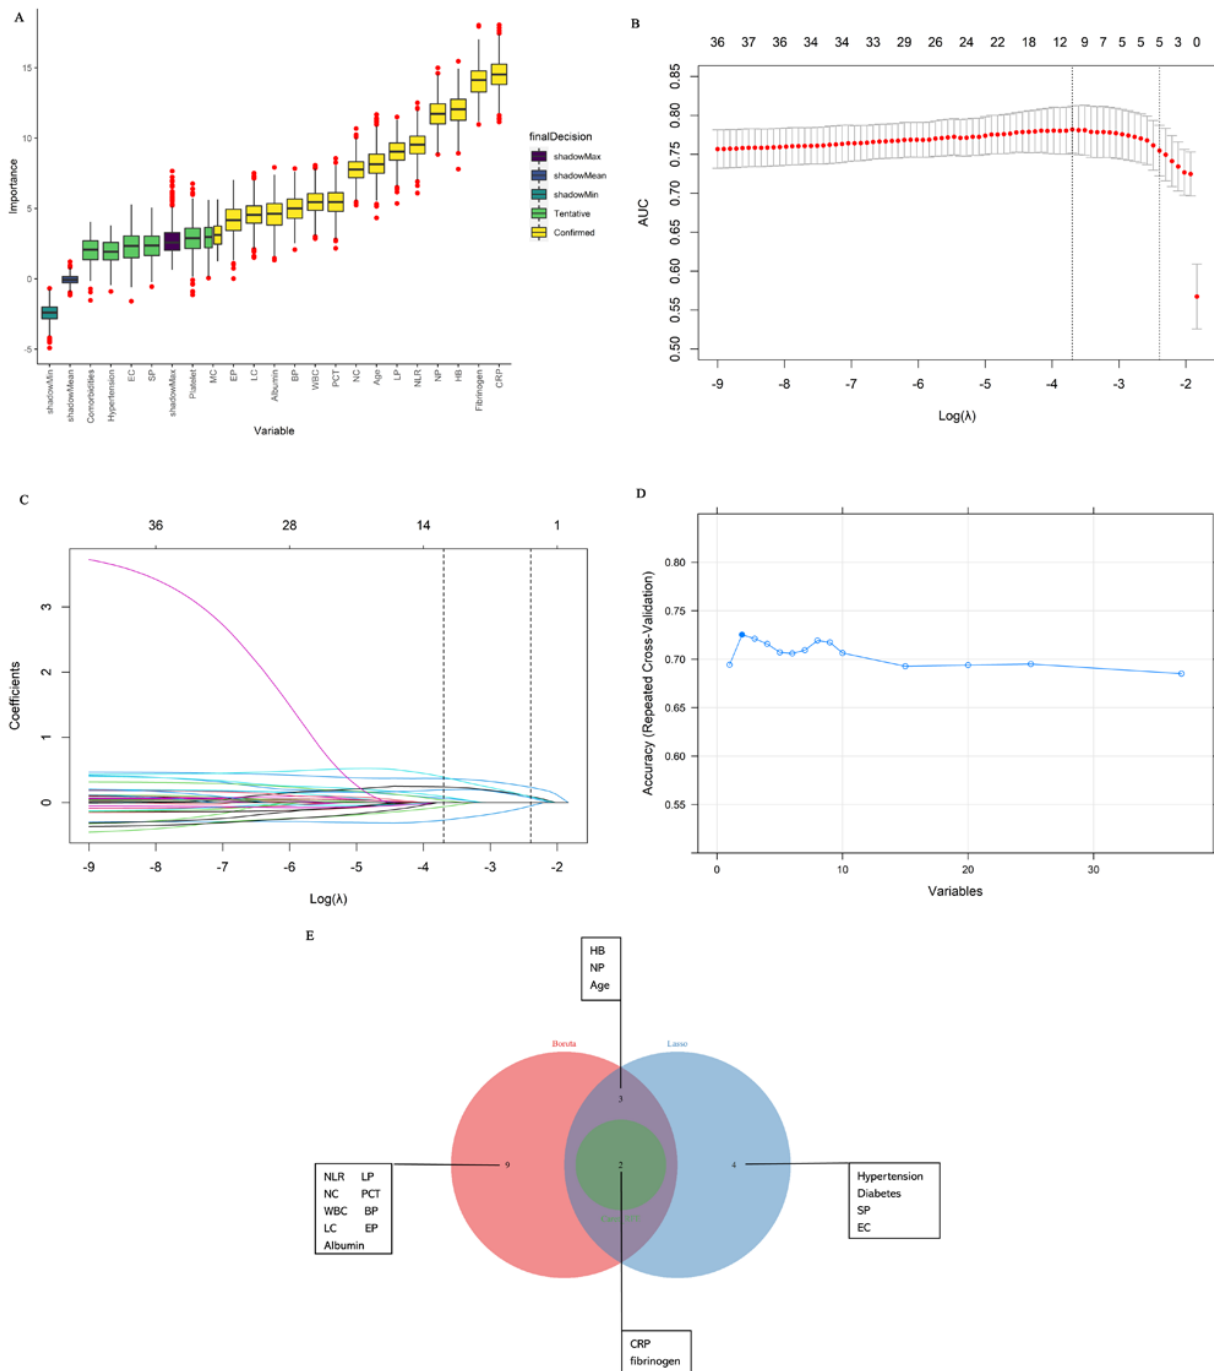 A
Importance
15
10
5
0
-5
shadowMin
shadowMean
Comorbidities
Hypertension
EC
SP
shadowMax
Platelet
MC
EP
LC
Albumin
BP
WBC
PCT
NC
Age
LP
NLR
NP
HB
Fibrinogen
CRP
Variable
finalDecision
shadowMax
shadowMean
shadowMin
Tentative
Confirmed
B
36 37 36 34 34 33 29 26 24 22 18 12 9 7 5 5 5 3 0
AUC
0.85
0.80
0.75
0.70
0.65
0.60
0.55
0.50
-9 -8 -7 -6 -5 -4 -3 -2
Log(λ)
C
36 28 14 1
Coefficients
3
2
1
0
-9 -8 -7 -6 -5 -4 -3 -2
Log(λ)
D
Accuracy (Repeated Cross-Validation)
0.80
0.75
0.70
0.65
0.60
0.55
0 10 20 30
Variables
E
HB
NP
Age
Boruta
Lasso
3
9
2
4
NLR LP
NC PCT
WBC BP
LC EP
Albumin
Hypertension
Diabetes
SP
EC
CRP
fibrinogen